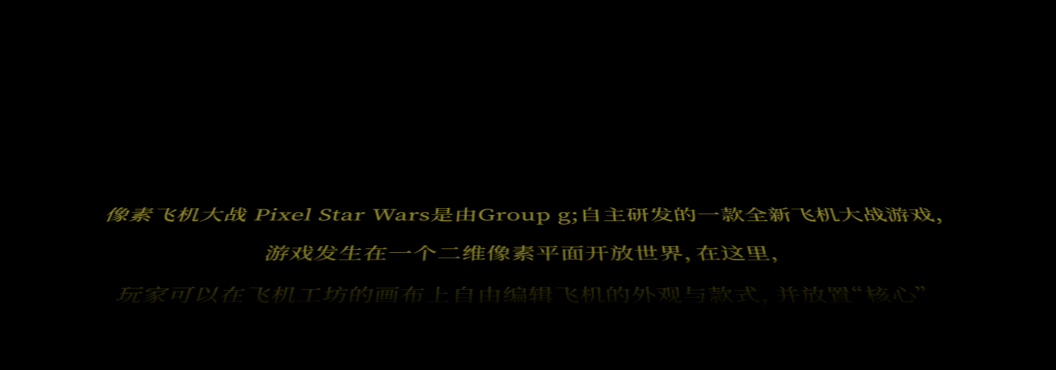 像素飞机大战 Pixel Star Wars是由Group g;自主研发的一款全新飞机大战游戏,
游戏发生在一个二维像素平面开放世界, 在这里,
玩家可以在飞机工坊的画布上自由编辑飞机的外观与款式, 并放置“核心”